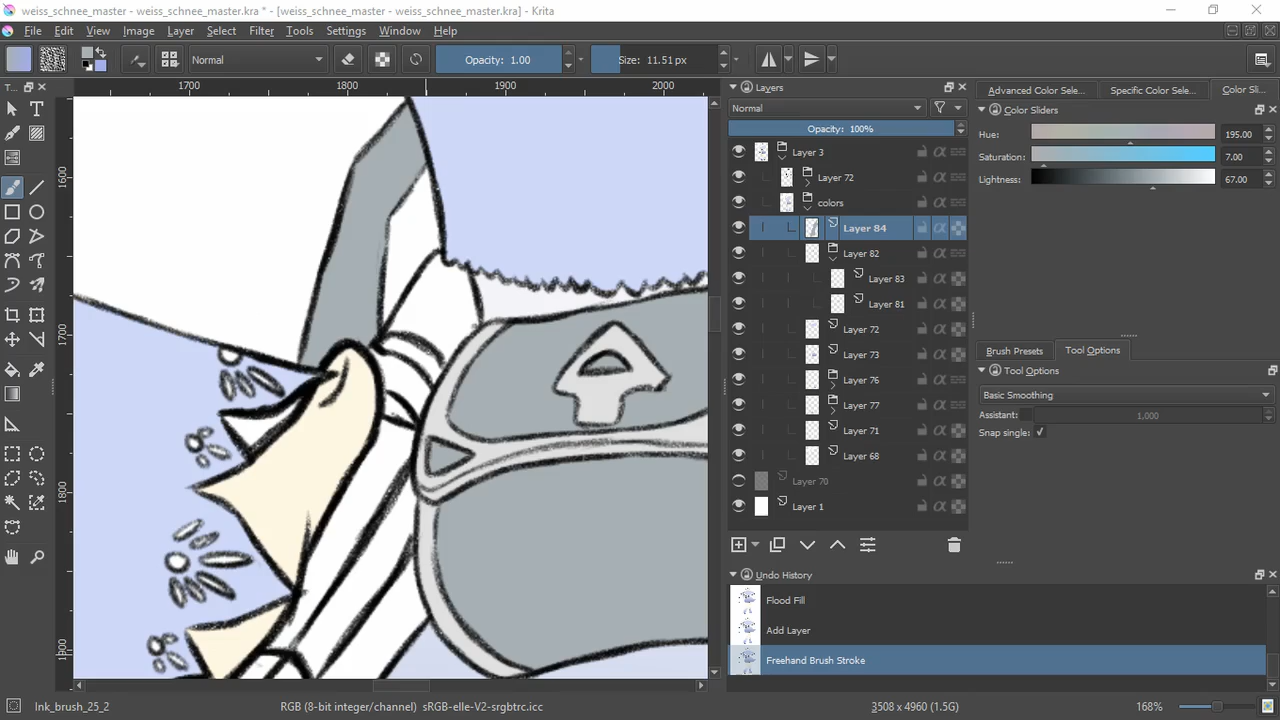 weiss_schnee_master.kra * - [weiss_schnee_master - weiss_schnee_master.kra] - Krita
File Edit View Image Layer Select Filter Tools Settings Window Help
Normal Opacity: 1.00 Size: 11.51 px
T...
1700 1800 1900 2000
1600
1700
1800
1900
Layers
Normal
Opacity: 100%
Layer 3
Layer 72
colors
Layer 84
Layer 82
Layer 83
Layer 81
Layer 72
Layer 73
Layer 76
Layer 77
Layer 71
Layer 68
Layer 70
Layer 1
Undo History
Flood Fill
Add Layer
Freehand Brush Stroke
Advanced Color Sele... Specific Color Sele... Color Sli...
Color Sliders
Hue: 195.00
Saturation: 7.00
Lightness: 67.00
Brush Presets Tool Options
Tool Options
Basic Smoothing
Assistant: 1,000
Snap single:
Ink_brush_25_2 RGB (8-bit integer/channel) sRGB-elle-V2-srgbtrc.icc 3508 x 4960 (1.5G) 168%